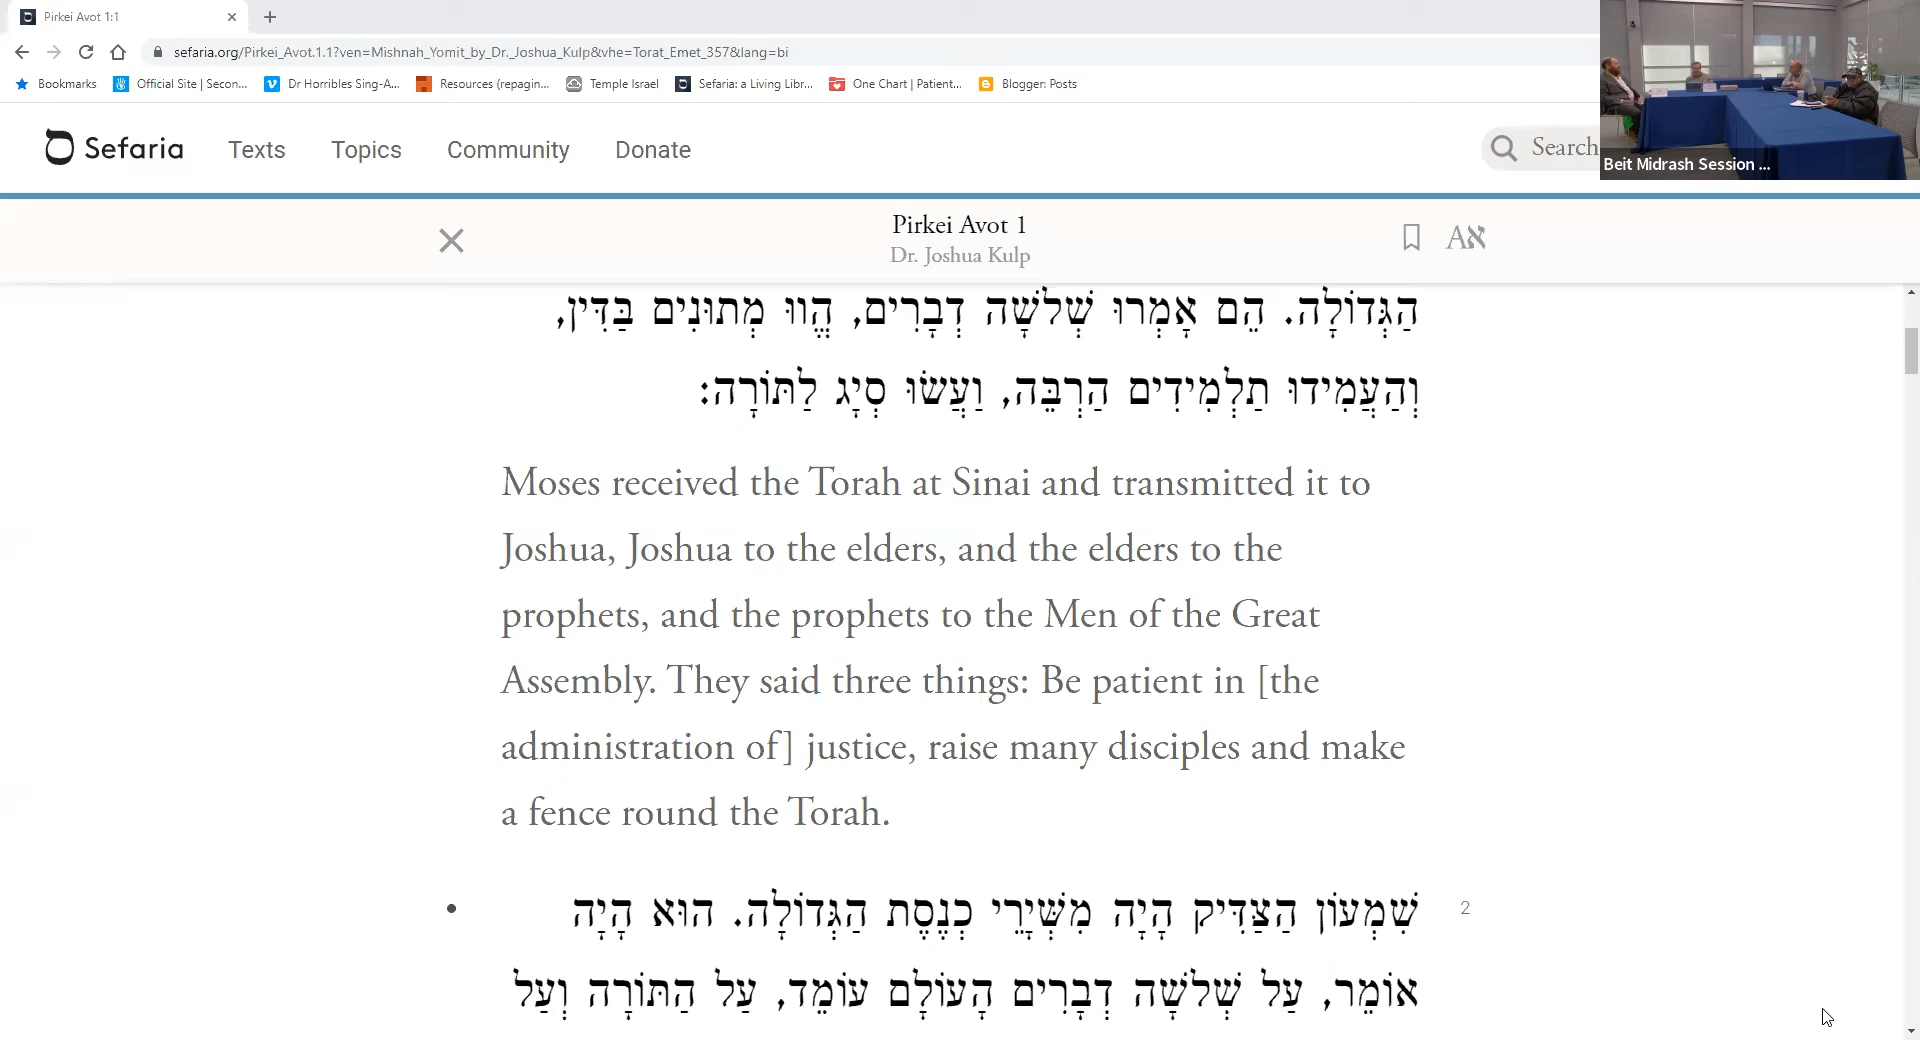 Pirkei Avot 1:1
sefaria.org/Pirkei_Avot.1.1?ven=Mishnah_Yomit_by_Dr._Joshua_Kulp&vhe=Torat_Emet_357&lang=bi
Bookmarks Official Site | Secon... Dr Horribles Sing-A... Resources (repagin... Temple Israel Sefaria: a Living Libr... One Chart | Patient... Blogger: Posts
Sefaria Texts Topics Community Donate Search
Beit Midrash Session ...
Pirkei Avot 1
Dr. Joshua Kulp
Aא
הַגְּדוֹלָה. הֵם אָמְרוּ שְׁלשָׁה דְבָרִים, הֱווּ מְתוּנִים בַּדִּין,
וְהַעֲמִידוּ תַלְמִידִים הַרְבֵּה, וַעֲשׂוּ סְיָג לַתּוֹרָה:
Moses received the Torah at Sinai and transmitted it to
Joshua, Joshua to the elders, and the elders to the
prophets, and the prophets to the Men of the Great
Assembly. They said three things: Be patient in [the
administration of] justice, raise many disciples and make
a fence round the Torah.
2 שִׁמְעוֹן הַצַּדִּיק הָיָה מִשְּׁיָרֵי כְנֶסֶת הַגְּדוֹלָה. הוּא הָיָה
אוֹמֵר, עַל שְׁלשָׁה דְבָרִים הָעוֹלָם עוֹמֵד, עַל הַתּוֹרָה וְעַל